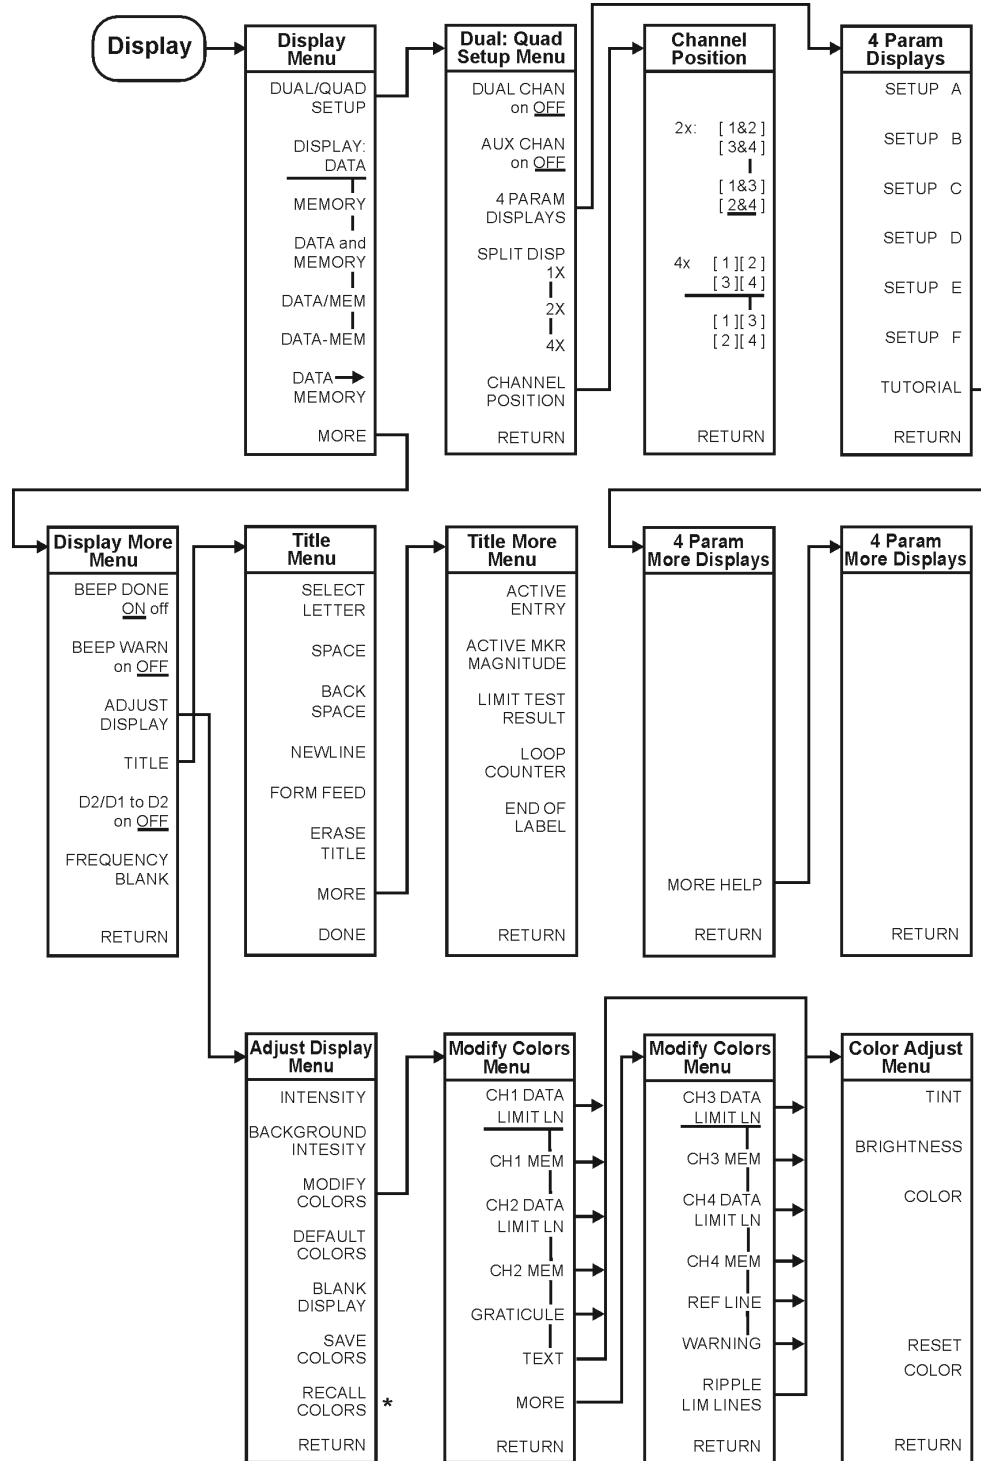 Display
Display
Menu
DUAL/QUAD
SETUP
DISPLAY:
DATA
MEMORY
DATA and
MEMORY
DATA/MEM
DATA-MEM
DATA
MEMORY
MORE
Dual: Quad
Setup Menu
DUAL CHAN
on OFF
AUX CHAN
on OFF
4 PARAM
DISPLAYS
SPLIT DISP
1X
2X
4X
CHANNEL
POSITION
RETURN
Channel
Position
2x: [ 1&2 ]
[ 3&4 ]
[ 1&3 ]
[ 2&4 ]
4x [ 1 ][ 2 ]
[ 3 ][ 4 ]
[ 1 ][ 3 ]
[ 2 ][ 4 ]
RETURN
4 Param
Displays
SETUP A
SETUP B
SETUP C
SETUP D
SETUP E
SETUP F
TUTORIAL
RETURN
Display More
Menu
BEEP DONE
ON off
BEEP WARN
on OFF
ADJUST
DISPLAY
TITLE
D2/D1 to D2
on OFF
FREQUENCY
BLANK
RETURN
Title
Menu
SELECT
LETTER
SPACE
BACK
SPACE
NEWLINE
FORM FEED
ERASE
TITLE
MORE
DONE
Title More
Menu
ACTIVE
ENTRY
ACTIVE MKR
MAGNITUDE
LIMIT TEST
RESULT
LOOP
COUNTER
END OF
LABEL
RETURN
4 Param
More Displays
MORE HELP
RETURN
4 Param
More Displays
RETURN
Adjust Display
Menu
INTENSITY
BACKGROUND
INTESITY
MODIFY
COLORS
DEFAULT
COLORS
BLANK
DISPLAY
SAVE
COLORS
RECALL
COLORS *
RETURN
Modify Colors
Menu
CH1 DATA
LIMIT LN
CH1 MEM
CH2 DATA
LIMIT LN
CH2 MEM
GRATICULE
TEXT
MORE
RETURN
Modify Colors
Menu
CH3 DATA
LIMIT LN
CH3 MEM
CH4 DATA
LIMIT LN
CH4 MEM
REF LINE
WARNING
RIPPLE
LIM LINES
RETURN
Color Adjust
Menu
TINT
BRIGHTNESS
COLOR
RESET
COLOR
RETURN